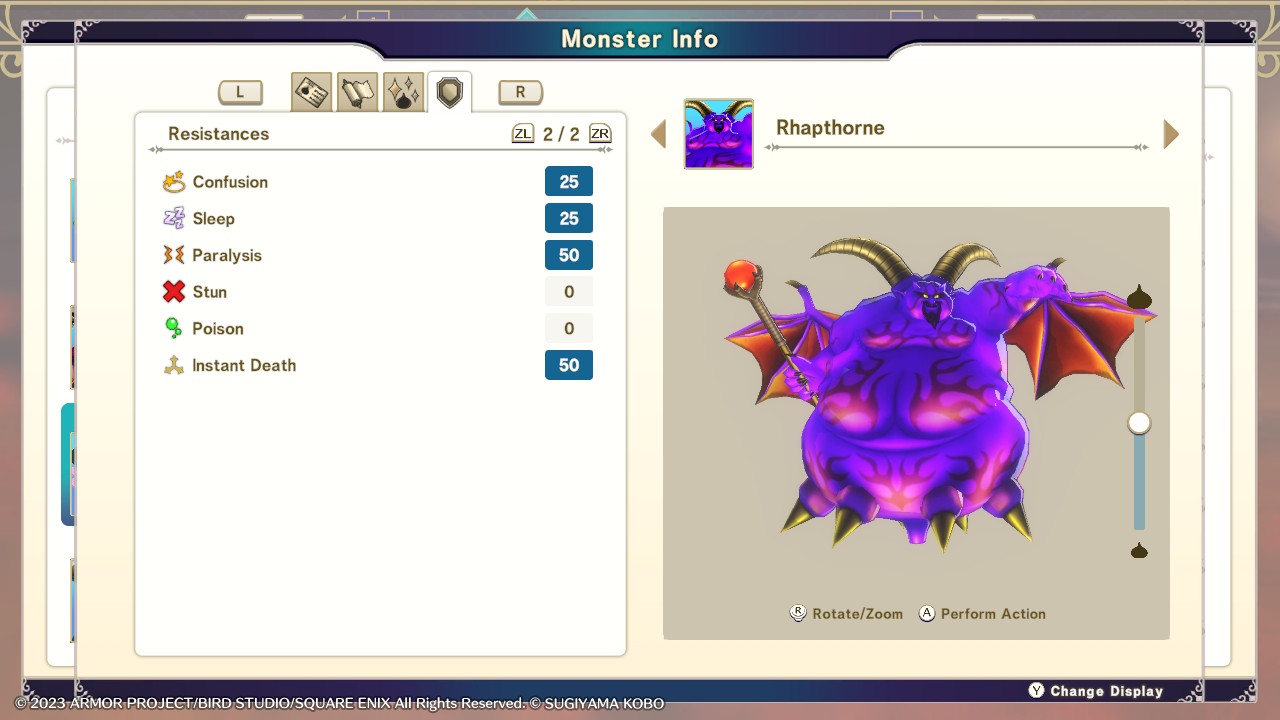 Monster Info
L
R
Resistances
ZL 2 / 2 ZR
Confusion 25
Sleep 25
Paralysis 50
Stun 0
Poison 0
Instant Death 50
Rhapthorne
R Rotate/Zoom A Perform Action
Y Change Display
© 2023 ARMOR PROJECT/BIRD STUDIO/SQUARE ENIX All Rights Reserved. © SUGIYAMA KOBO